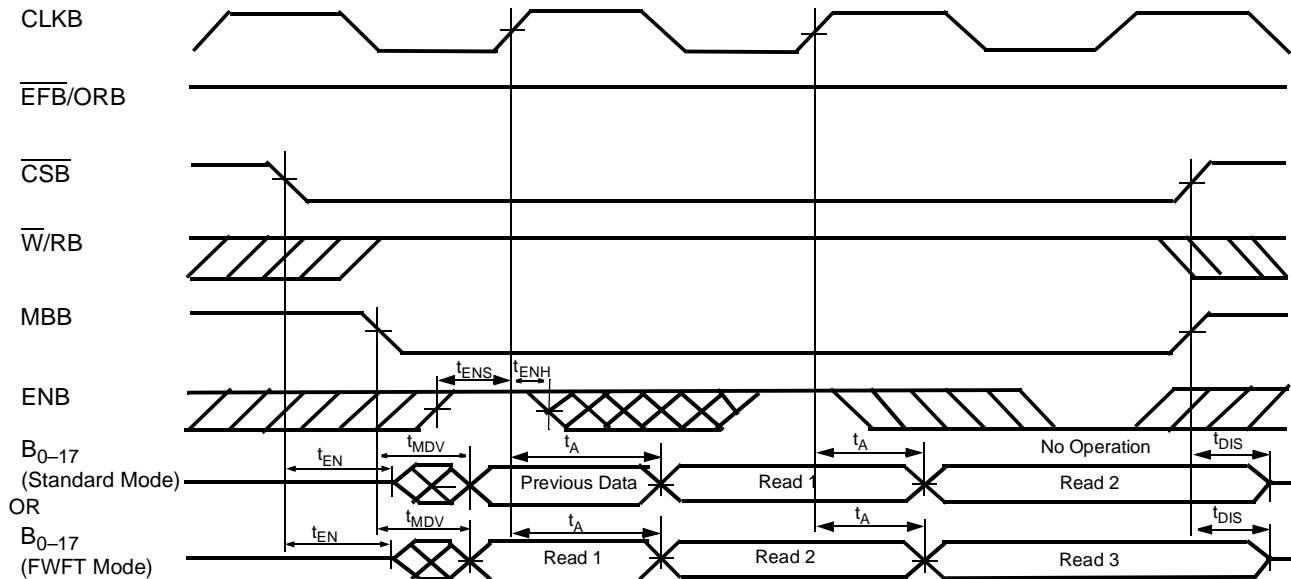 CLKB
EFB/ORB
CSB
W/RB
MBB
tENS tENH
ENB
B0–17
(Standard Mode)
tEN tMDV tA tA No Operation tDIS
Previous Data Read 1 Read 2
OR
B0–17
(FWFT Mode)
tEN tMDV tA tA tDIS
Read 1 Read 2 Read 3